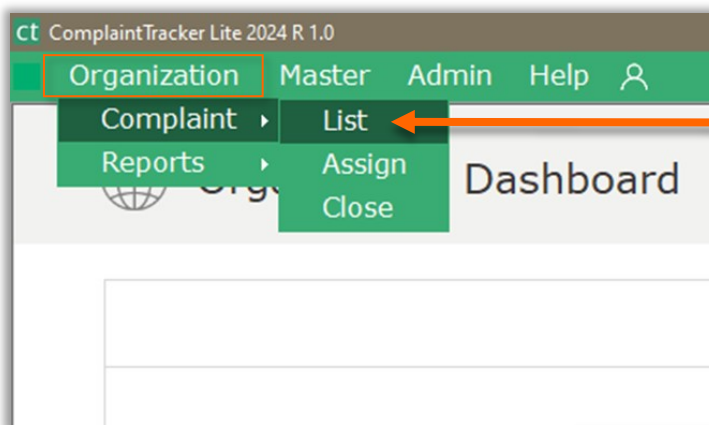 ct ComplaintTracker Lite 2024 R 1.0
Organization Master Admin Help
Complaint List
Reports Assign
Close
Dashboard